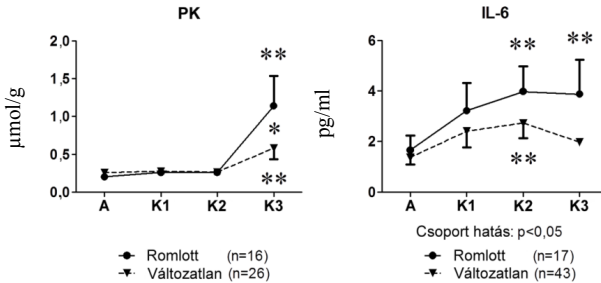 PK
μmol/g
2,0
1,5
1,0
0,5
0,0
**
*
**
A K1 K2 K3
Romlott (n=16)
Változatlan (n=26)
IL-6
pg/ml
6
4
2
0
**
**
**
A K1 K2 K3
Csoport hatás: p<0,05
Romlott (n=17)
Változatlan (n=43)